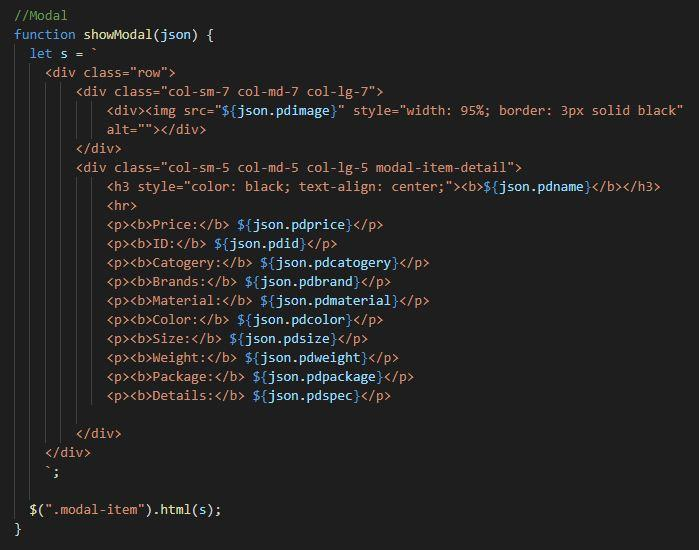 //Modal
function showModal(json) {
let s = `
<div class="row">
<div class="col-sm-7 col-md-7 col-lg-7">
<div><img src="${json.pdimage}" style="width: 95%; border: 3px solid black"
alt=""></div>
</div>
<div class="col-sm-5 col-md-5 col-lg-5 modal-item-detail">
<h3 style="color: black; text-align: center;"><b>${json.pdname}</b></h3>
<hr>
<p><b>Price:</b> ${json.pdprice}</p>
<p><b>ID:</b> ${json.pdid}</p>
<p><b>Catogery:</b> ${json.pdcatogery}</p>
<p><b>Brands:</b> ${json.pdbrand}</p>
<p><b>Material:</b> ${json.pdmaterial}</p>
<p><b>Color:</b> ${json.pdcolor}</p>
<p><b>Size:</b> ${json.pdsize}</p>
<p><b>Weight:</b> ${json.pdweight}</p>
<p><b>Package:</b> ${json.pdpackage}</p>
<p><b>Details:</b> ${json.pdspec}</p>
</div>
</div>
`;
$(".modal-item").html(s);
}